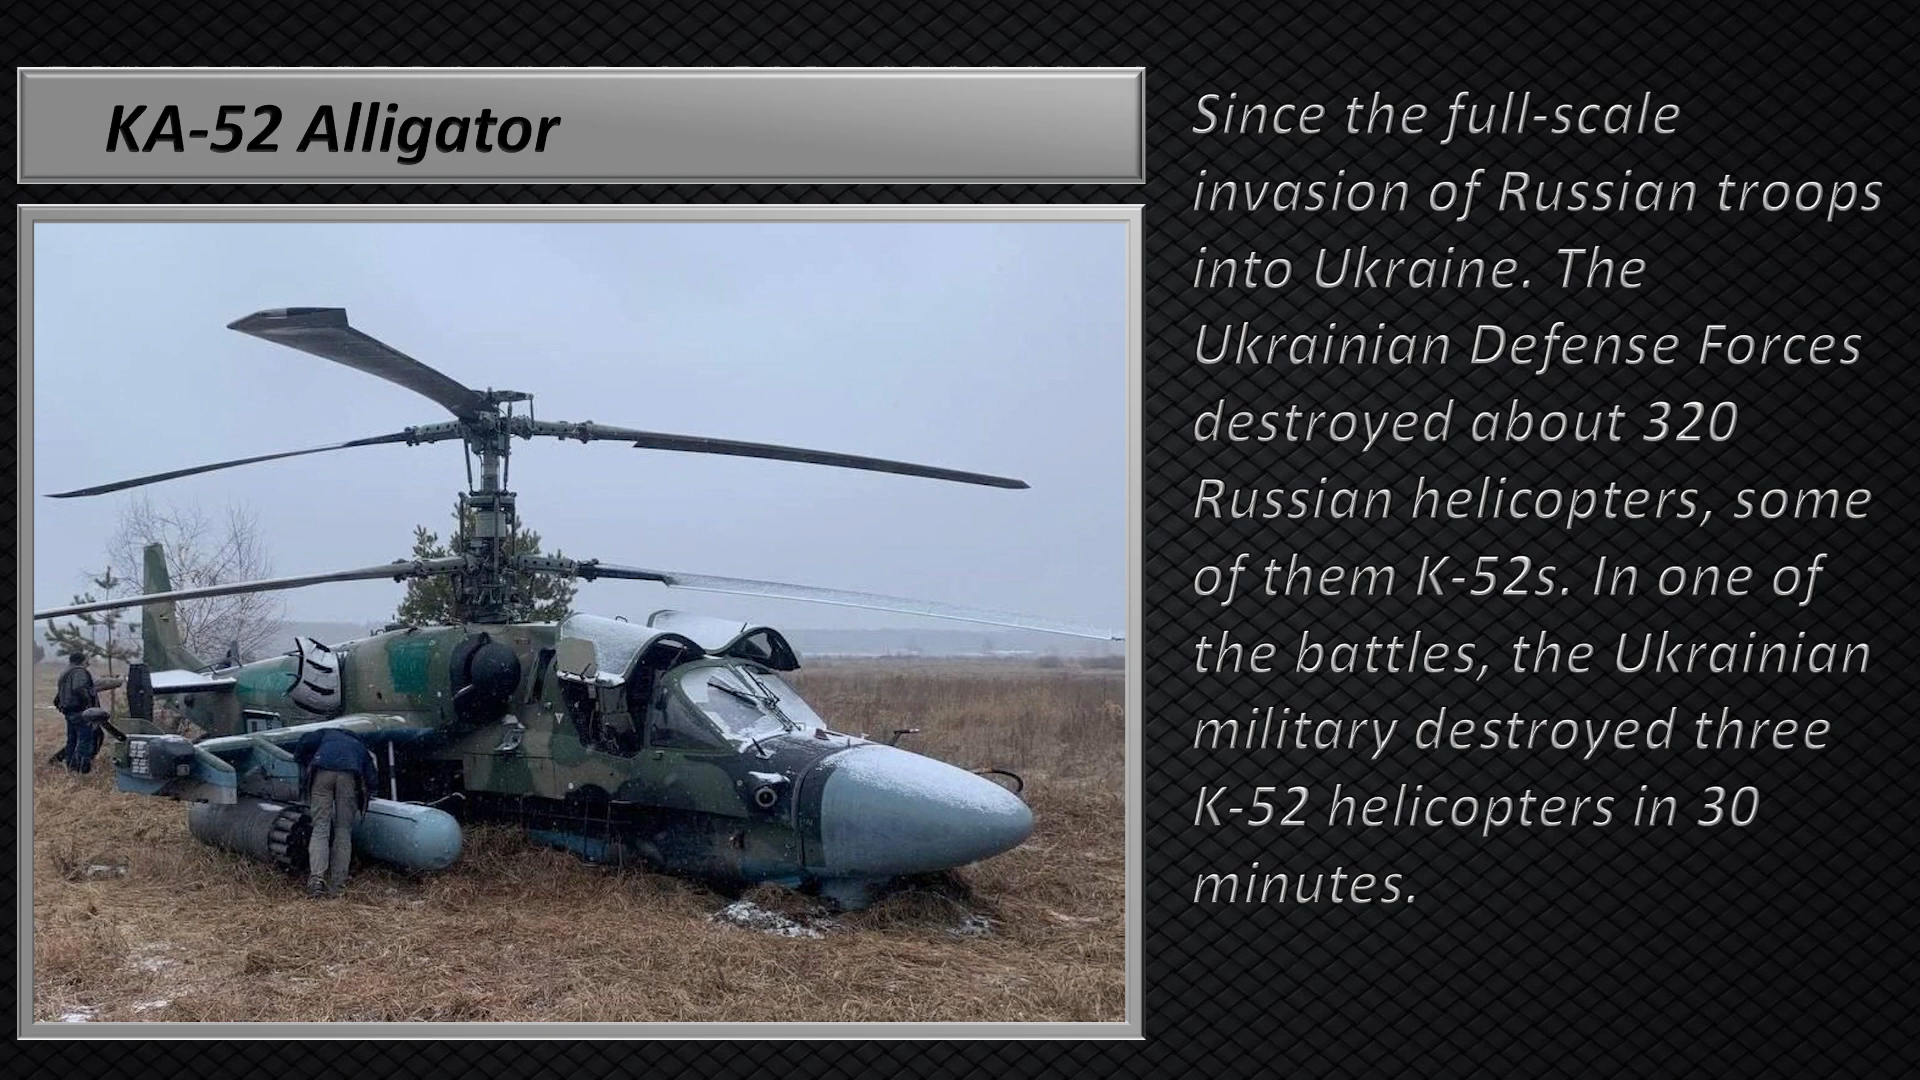 KA-52 Alligator
Since the full-scale
invasion of Russian troops
into Ukraine. The
Ukrainian Defense Forces
destroyed about 320
Russian helicopters, some
of them K-52s. In one of
the battles, the Ukrainian
military destroyed three
K-52 helicopters in 30
minutes.